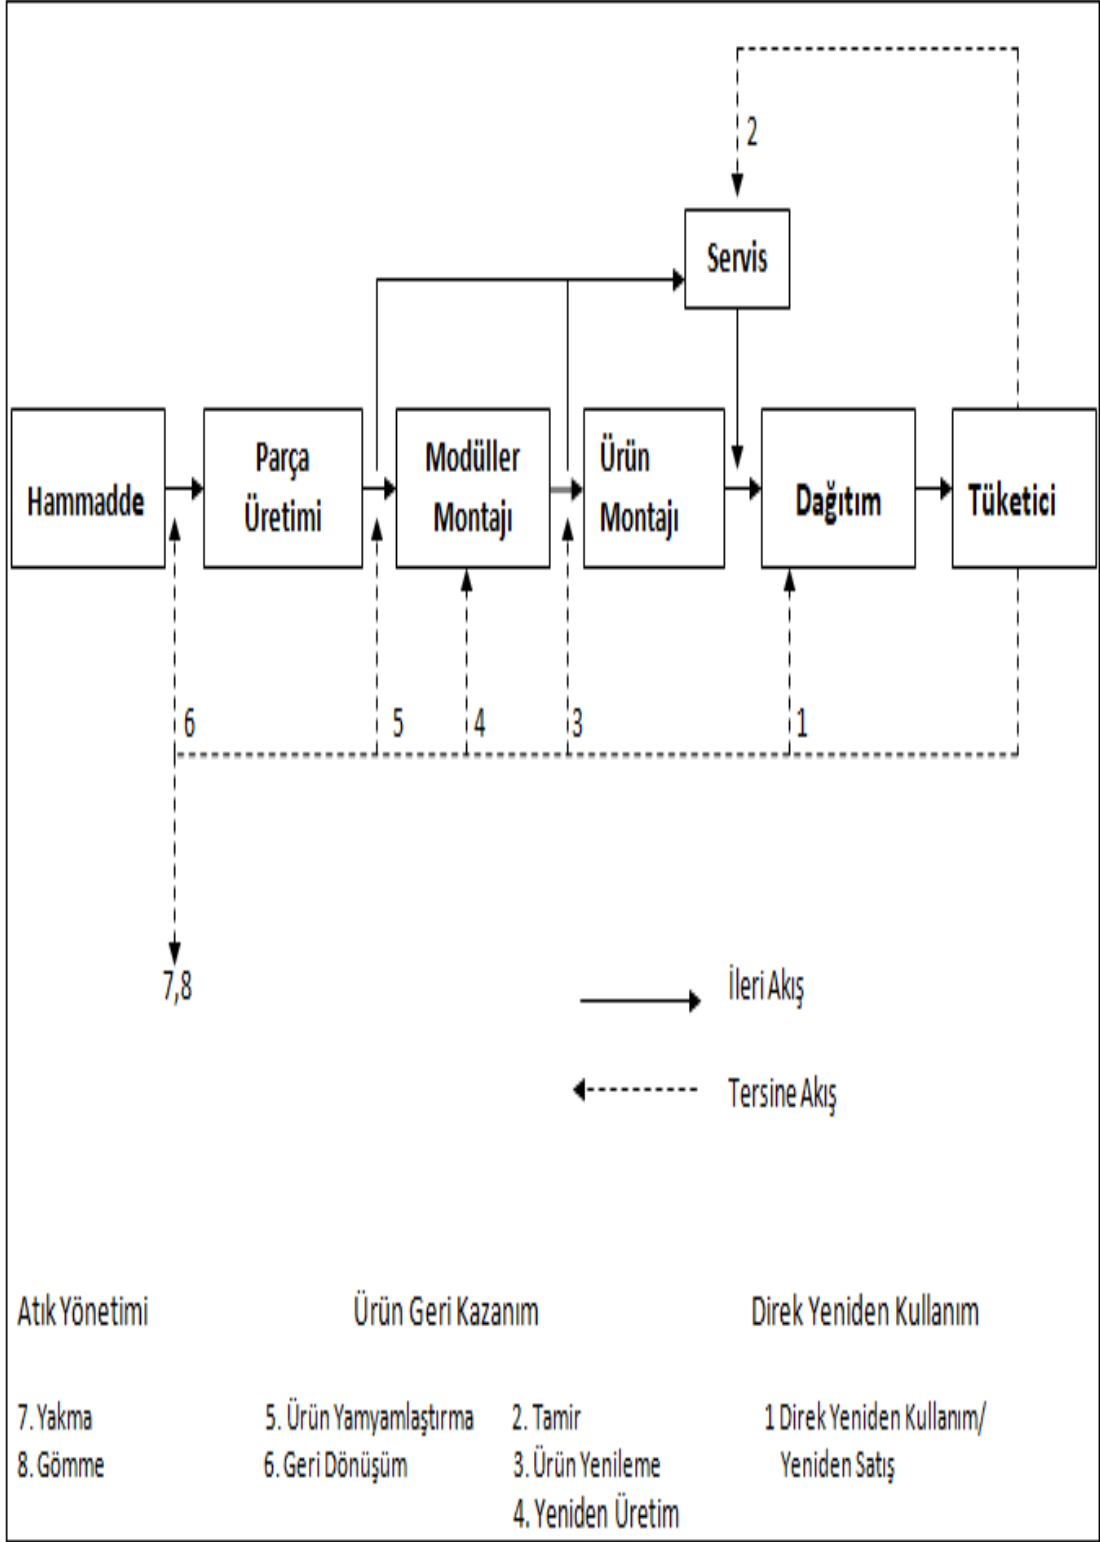 2
Servis
Hammadde
Parça
Üretimi
Modüller
Montajı
Ürün
Montajı
Dağıtım
Tüketici
6
5
4
3
1
7,8
İleri Akış
Tersine Akış
Atık Yönetimi
Ürün Geri Kazanım
Direk Yeniden Kullanım
7. Yakma
8. Gömme
5. Ürün Yamyamlaştırma
6. Geri Dönüşüm
2. Tamir
3. Ürün Yenileme
4. Yeniden Üretim
1 Direk Yeniden Kullanım/
Yeniden Satış